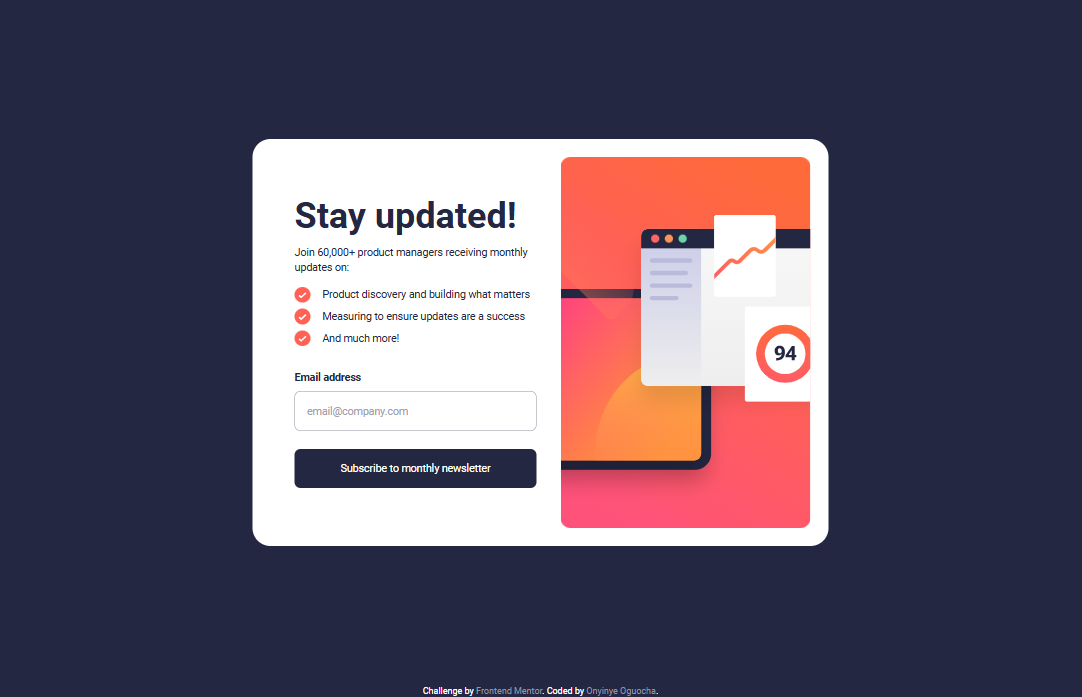 Stay updated!
Join 60,000+ product managers receiving monthly
updates on:
Product discovery and building what matters
Measuring to ensure updates are a success
And much more!
Email address
email@company.com
Subscribe to monthly newsletter
94
Challenge by Frontend Mentor. Coded by Onyinye Oguocha.